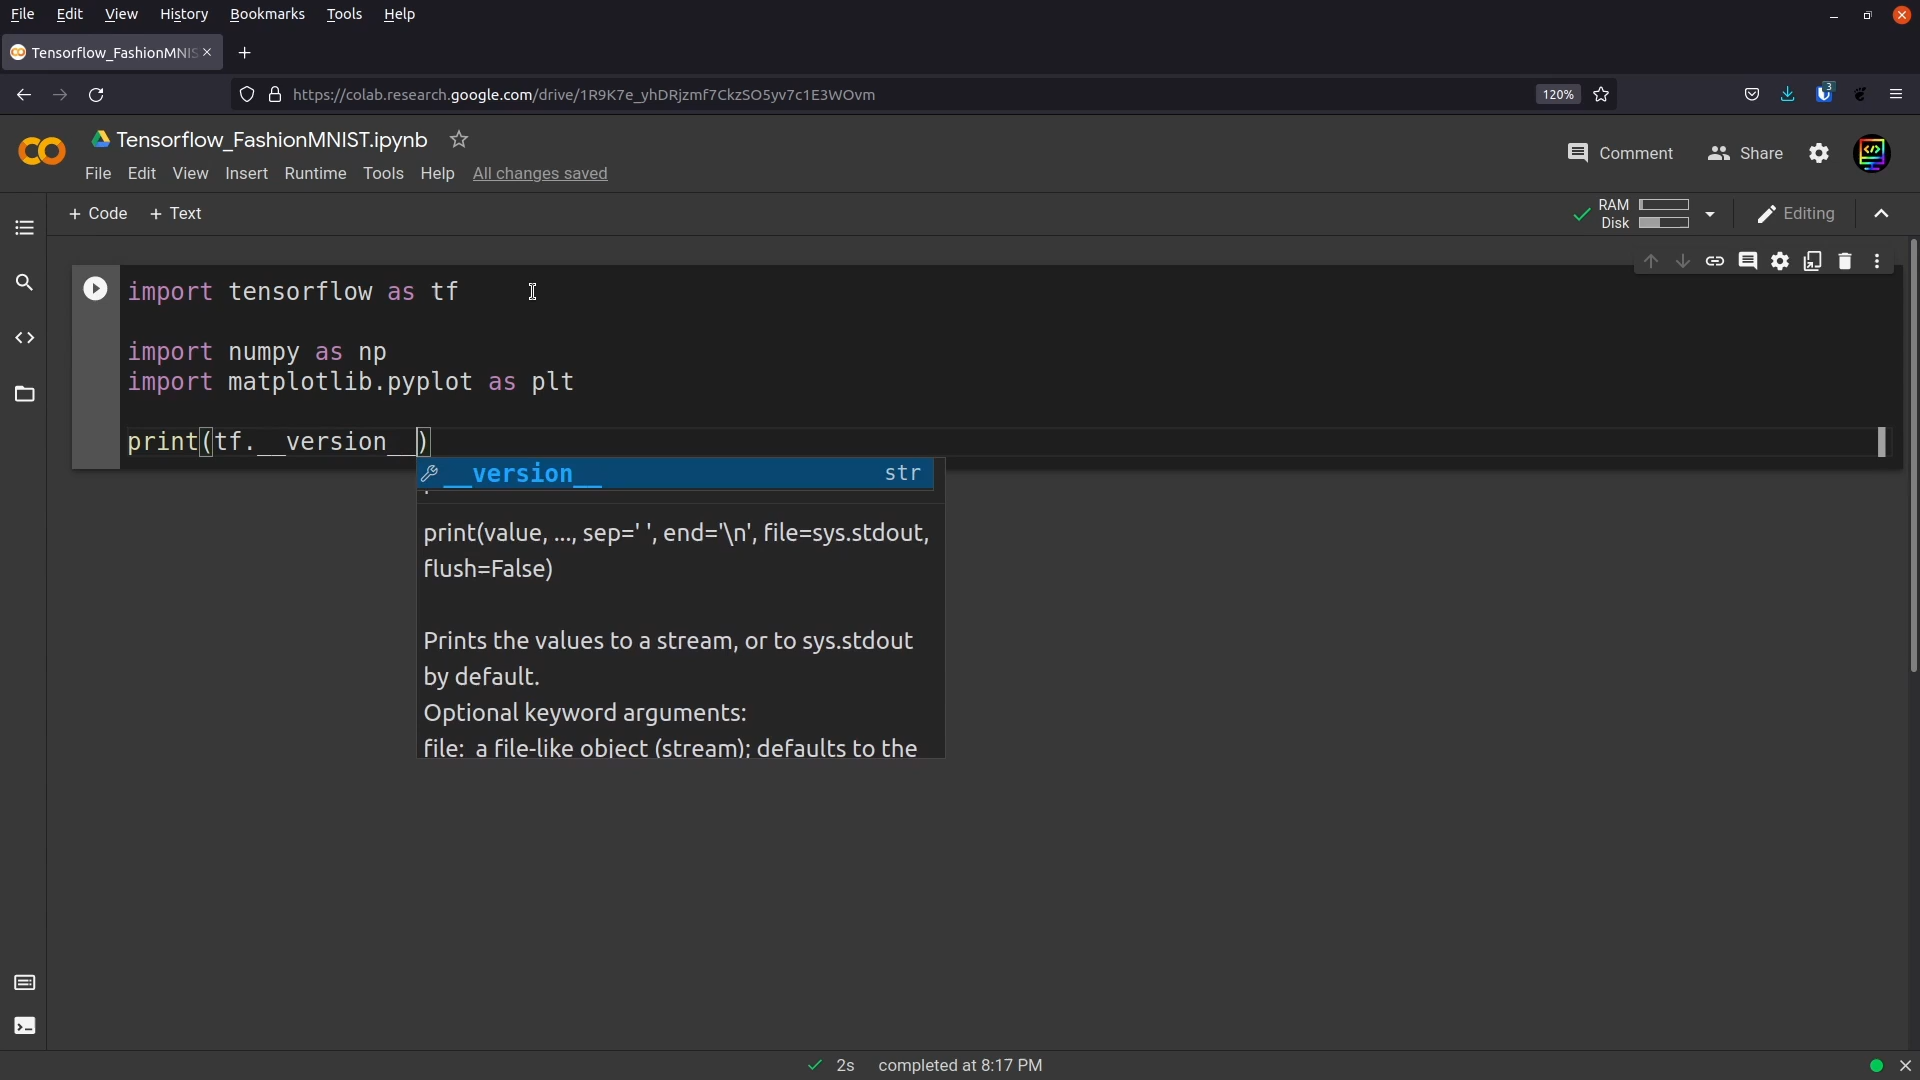 File Edit View History Bookmarks Tools Help
Tensorflow_FashionMNIS
https://colab.research.google.com/drive/1R9K7e_yhDRjzmf7CkzSO5yv7c1E3WOvm 120% 3
Tensorflow_FashionMNIST.ipynb
Comment Share
File Edit View Insert Runtime Tools Help All changes saved
+ Code + Text
RAM
Disk
Editing
import tensorflow as tf
import numpy as np
import matplotlib.pyplot as plt
print(tf.__version__)
__version__ str
print(value, ..., sep=' ', end='\n', file=sys.stdout,
flush=False)
Prints the values to a stream, or to sys.stdout
by default.
Optional keyword arguments:
file: a file-like object (stream); defaults to the
2s completed at 8:17 PM